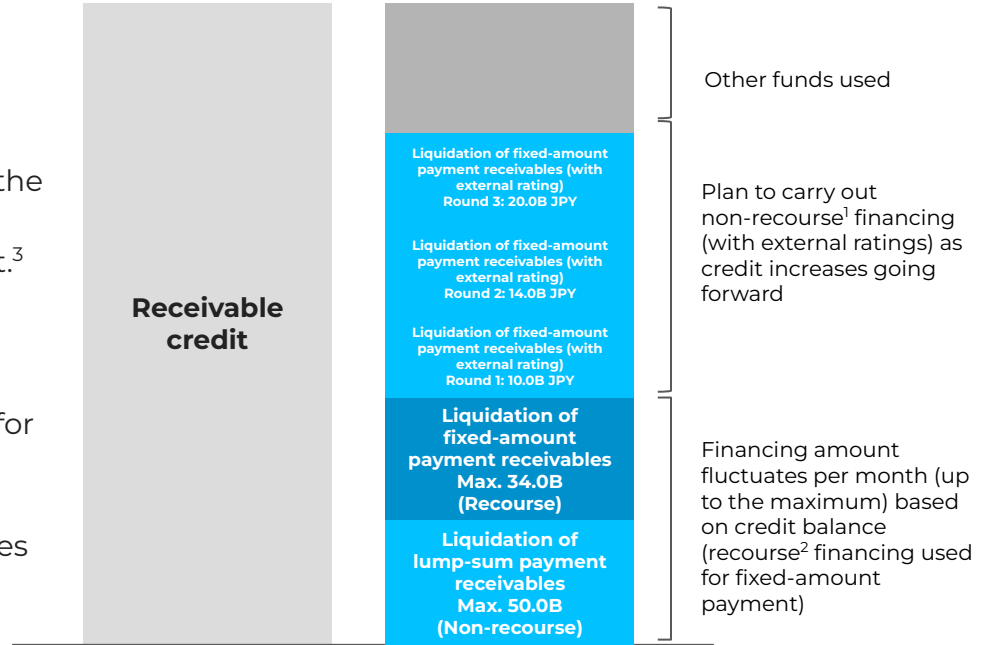 the
t.3
for
es
Receivable
credit
Liquidation of fixed-amount
payment receivables (with
external rating)
Round 3: 20.0B JPY
Liquidation of fixed-amount
payment receivables (with
external rating)
Round 2: 14.0B JPY
Liquidation of fixed-amount
payment receivables (with
external rating)
Round 1: 10.0B JPY
Liquidation of
fixed-amount
payment receivables
Max. 34.0B
(Recourse)
Liquidation of
lump-sum payment
receivables
Max. 50.0B
(Non-recourse)
Other funds used
Plan to carry out
non-recourse1 financing
(with external ratings) as
credit increases going
forward
Financing amount
fluctuates per month (up
to the maximum) based
on credit balance
(recourse2 financing used
for fixed-amount
payment)